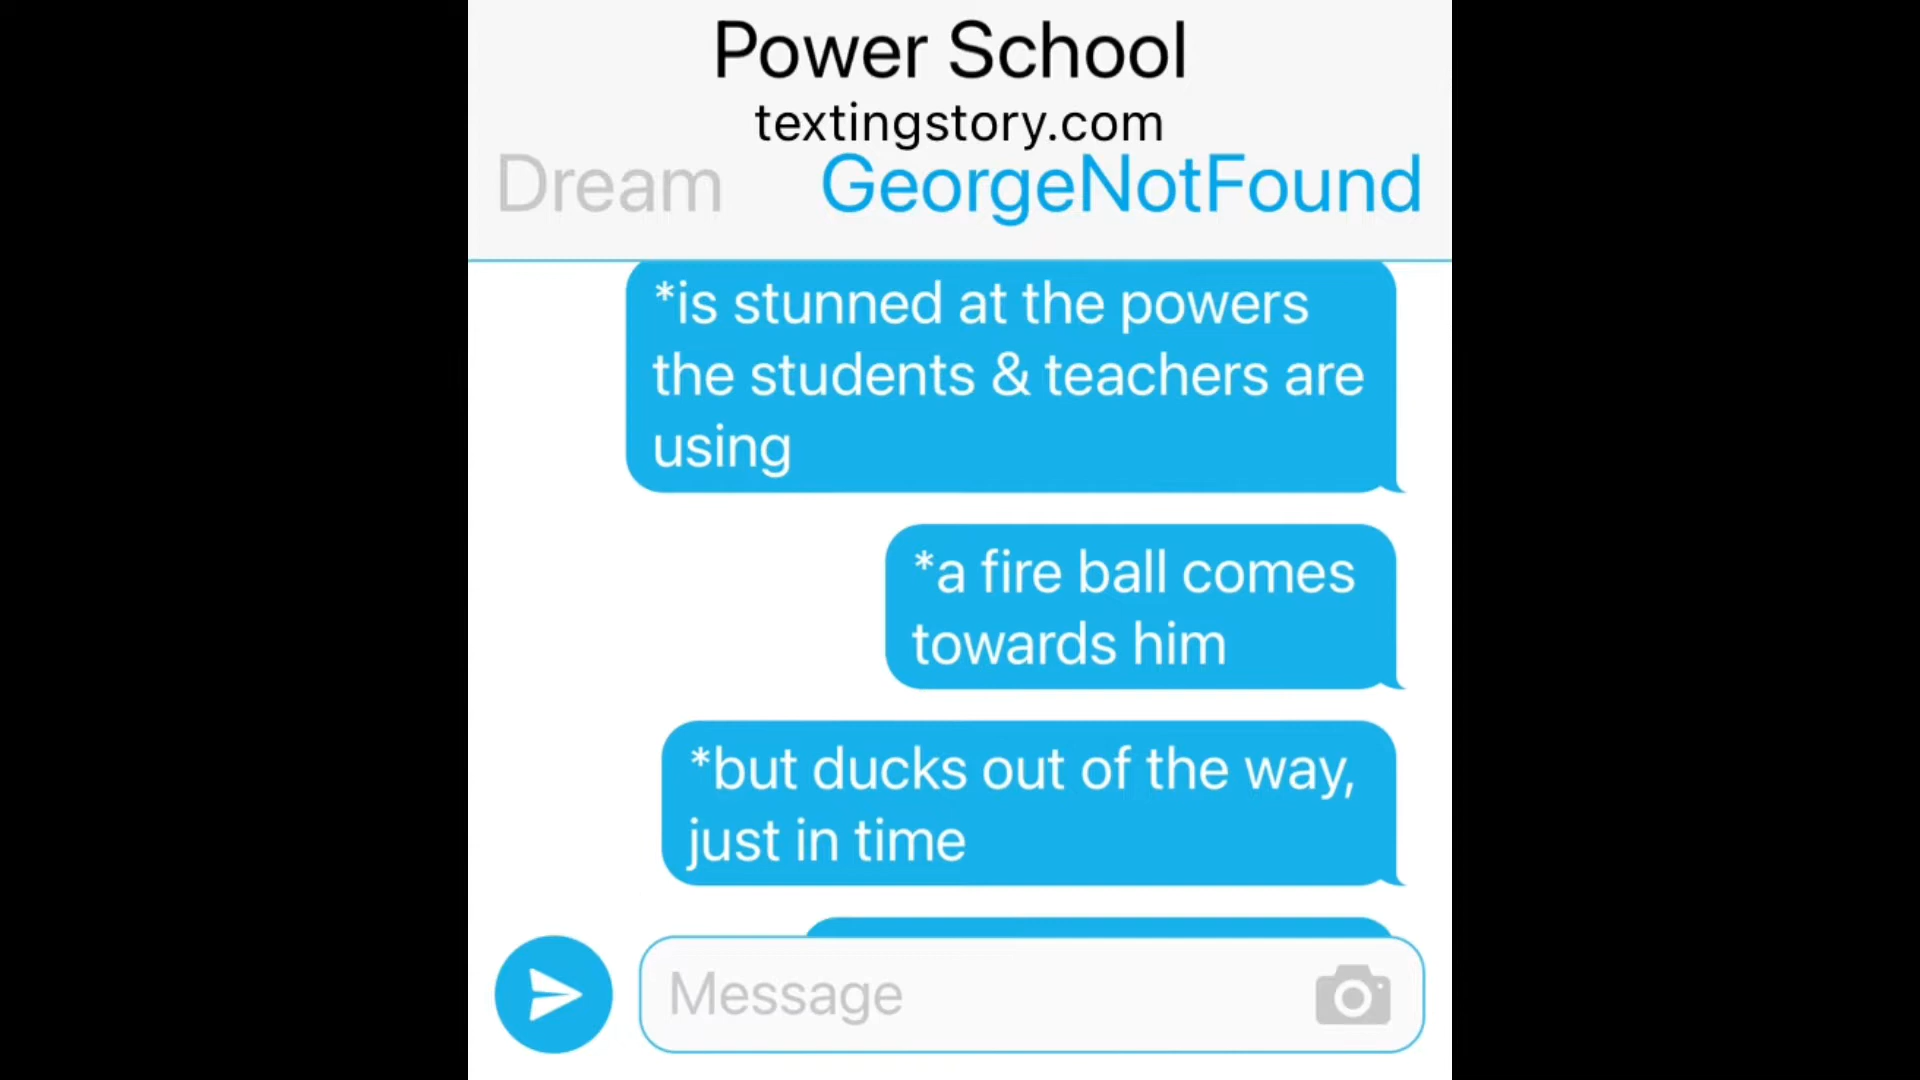 Power School
textingstory.com
Dream GeorgeNotFound
*is stunned at the powers
the students & teachers are
using
*a fire ball comes
towards him
*but ducks out of the way,
just in time
Message